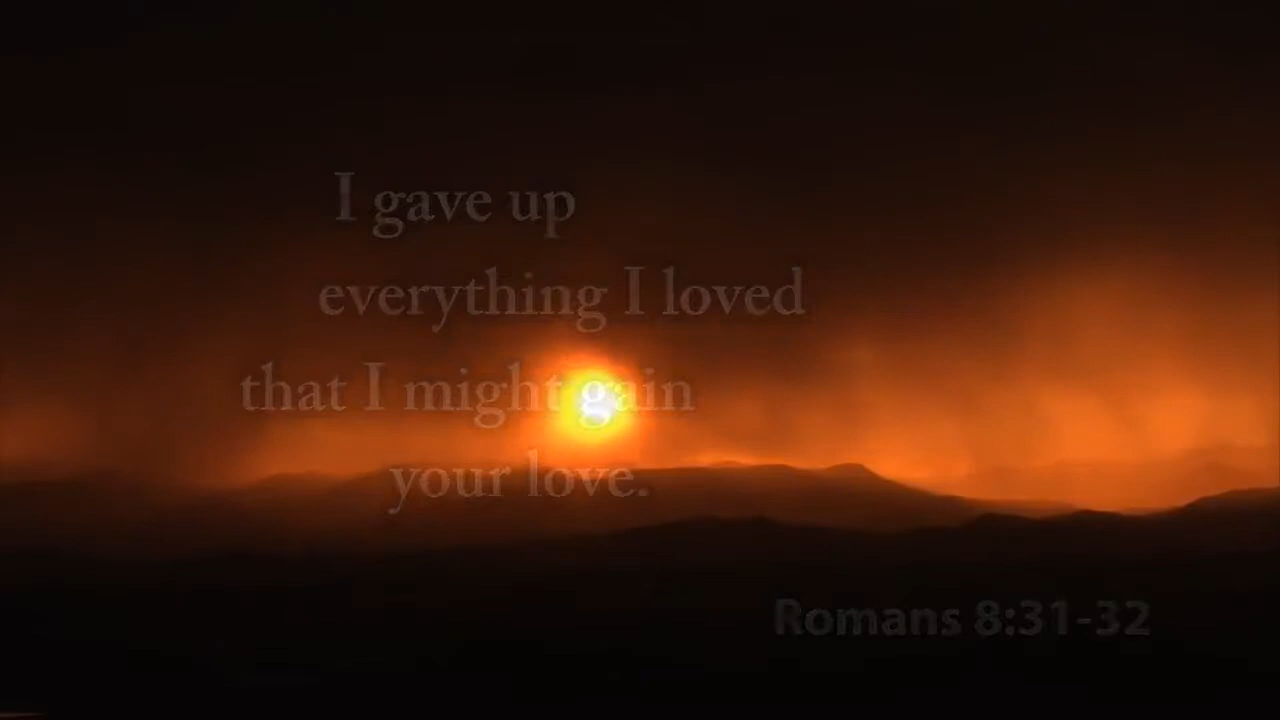 I gave up
everything I loved
that I might gain
your love.
Romans 8:31-32